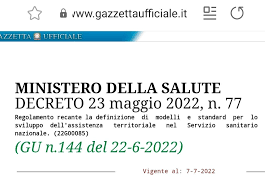 www.gazzettaufficiale.it
AZZETTA UFFICIALE
MINISTERO DELLA SALUTE
DECRETO 23 maggio 2022, n. 77
Regolamento recante la definizione di modelli e standard per lo
sviluppo dell'assistenza territoriale nel Servizio sanitario
nazionale. (22G00085)
(GU n.144 del 22-6-2022)
Vigente al: 7-7-2022